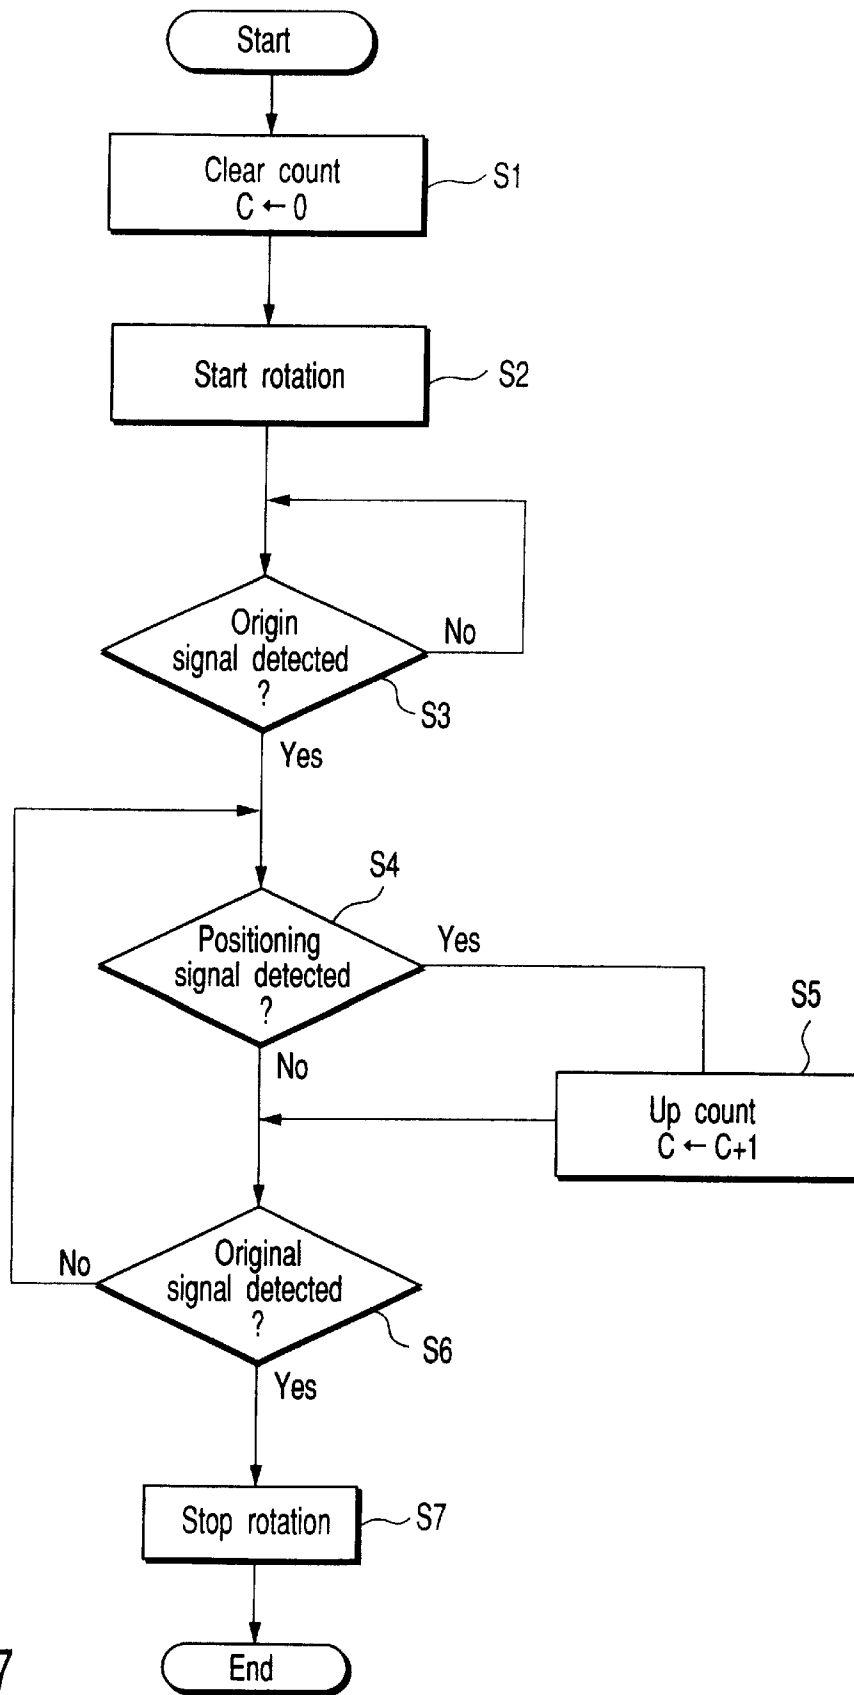 Start
Clear count
C ← 0
S1
Start rotation
S2
Origin
signal detected
?
No
S3
Yes
S4
Positioning
signal detected
?
Yes
No
S5
Up count
C ← C+1
Original
signal detected
?
No
S6
Yes
Stop rotation
S7
End
7